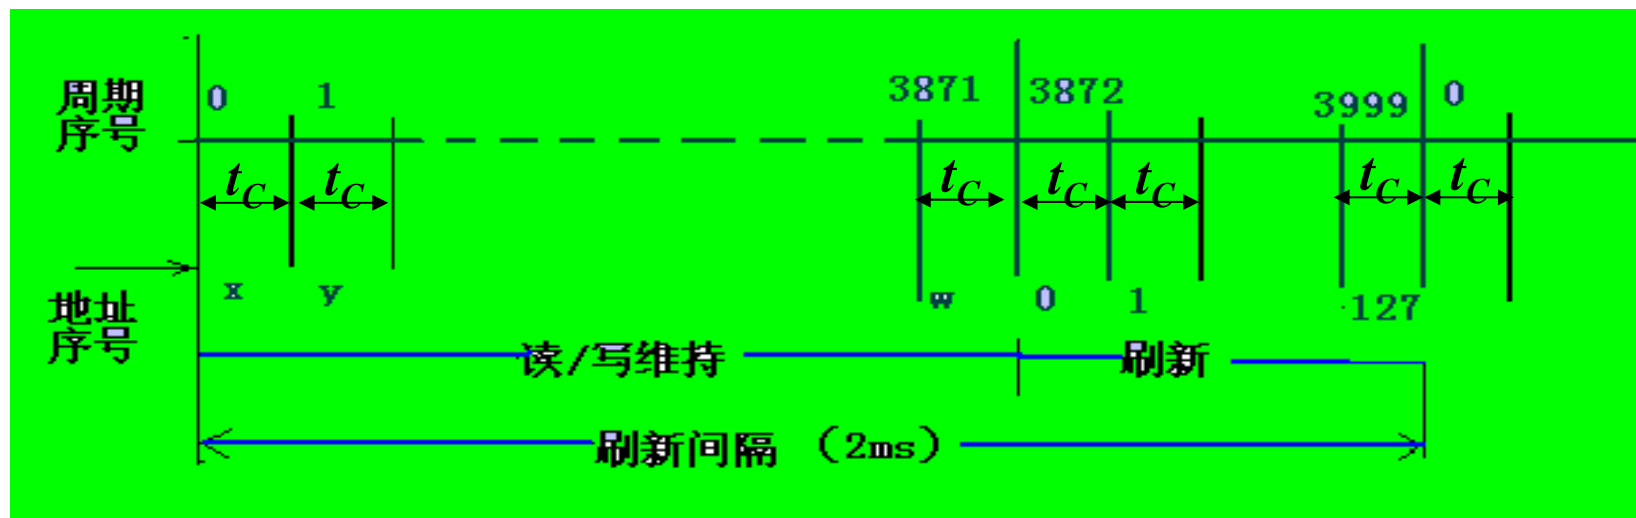 周期
序号
0 1 3871 3872 3999 0
tC tC tC tC tC tC tC
地址
序号
x y w 0 1 127
读/写维持 刷新
刷新间隔 (2ms)